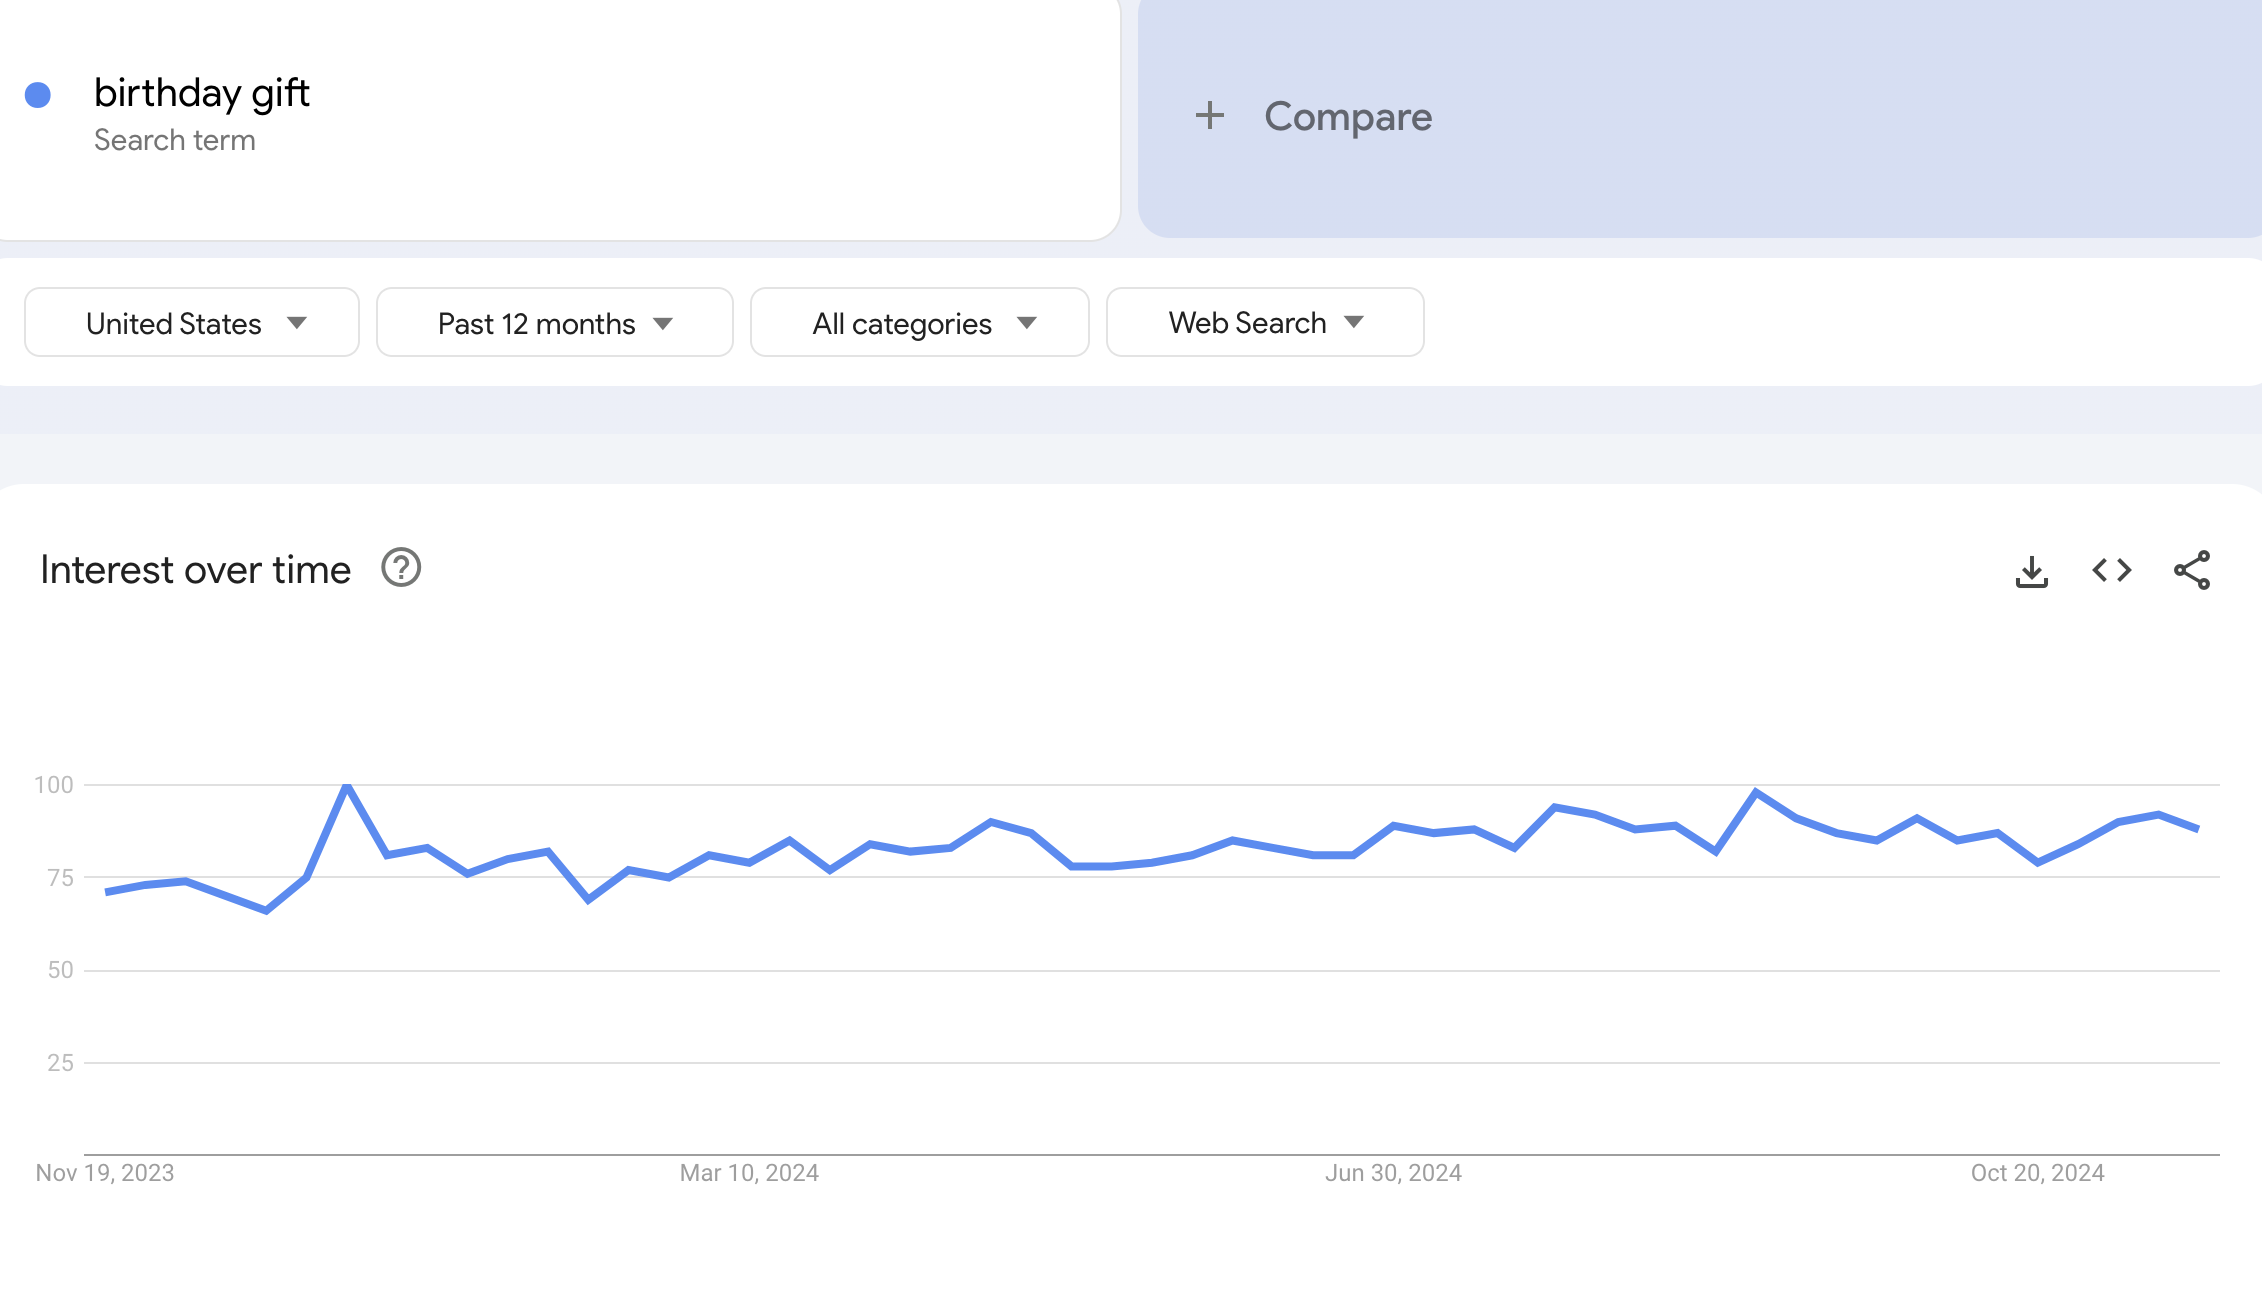 birthday gift
Search term
+ Compare
United States
Past 12 months
All categories
Web Search
Interest over time
100
75
50
25
Nov 19, 2023
Mar 10, 2024
Jun 30, 2024
Oct 20, 2024